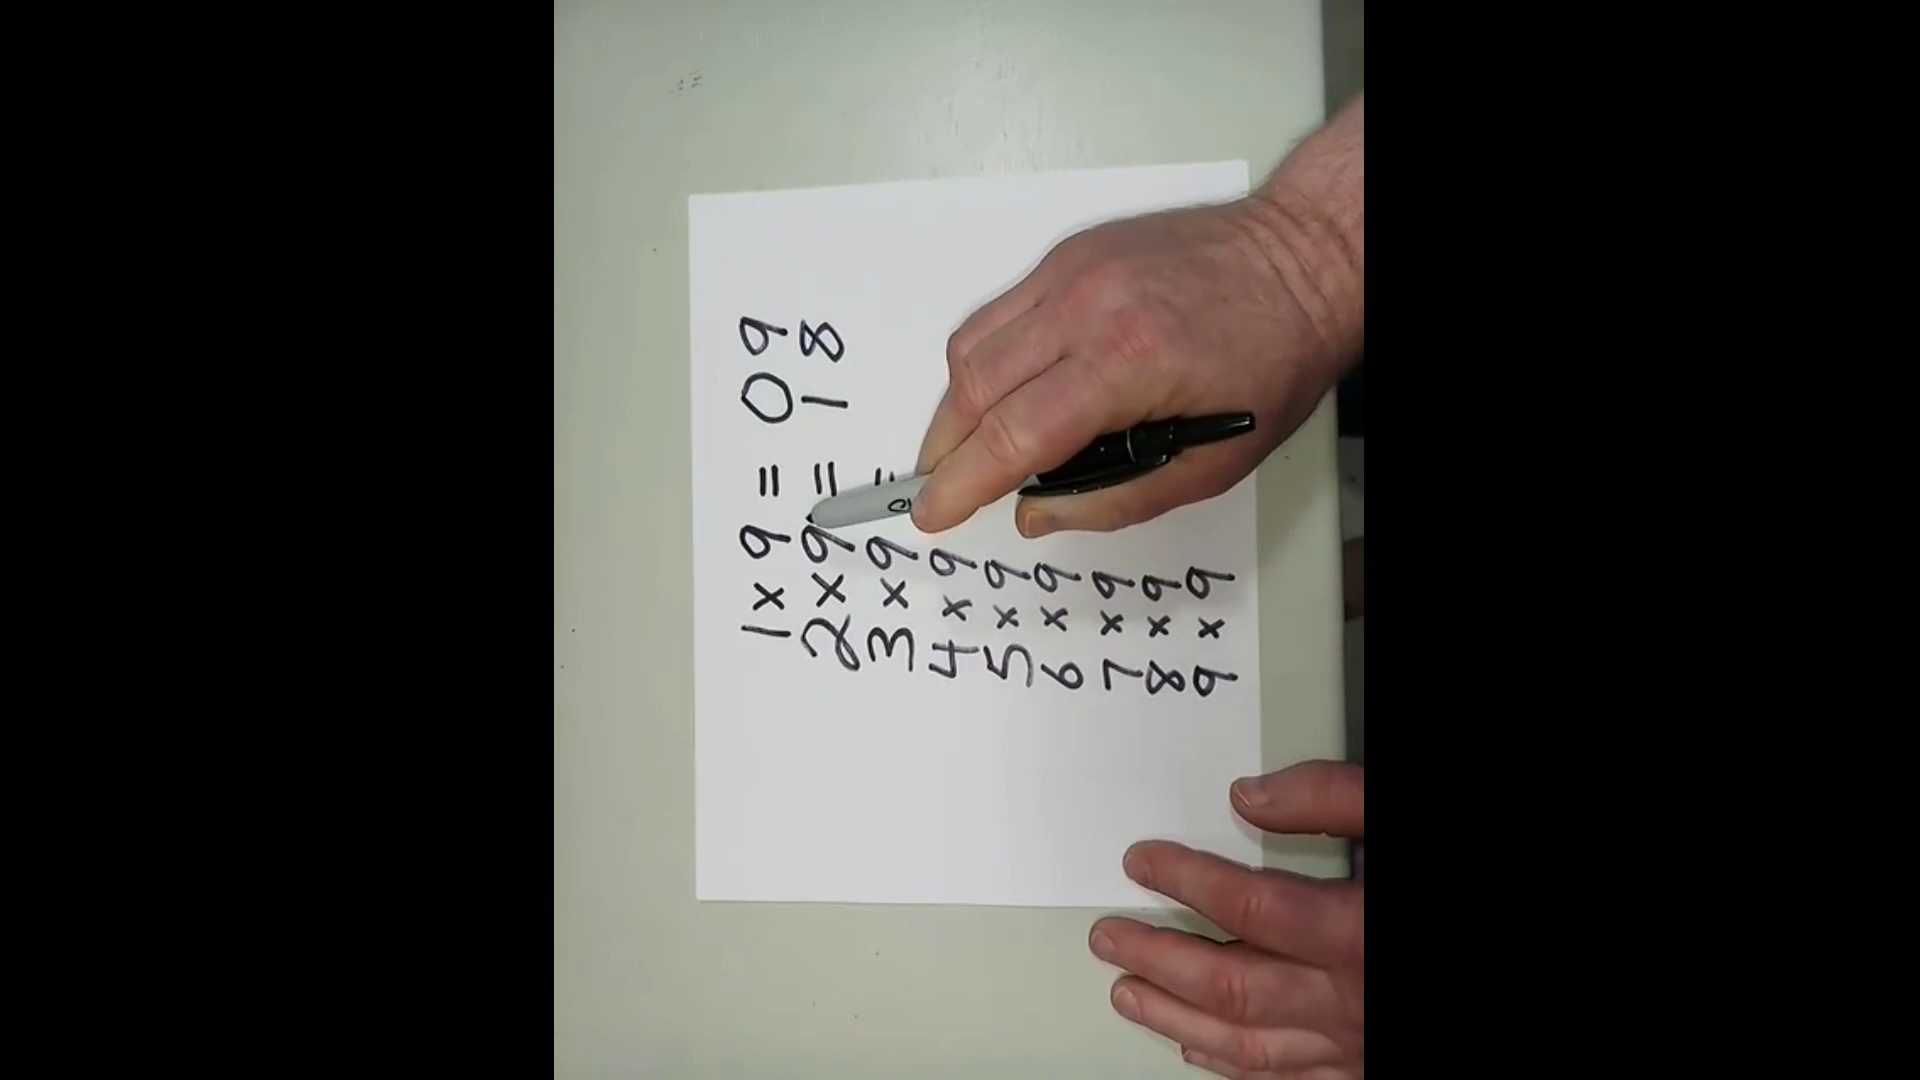 1 x 9 = 09
2 x 9 = 18
3 x 9 =
4 x 9
5 x 9
6 x 9
7 x 9
8 x 9
9 x 9